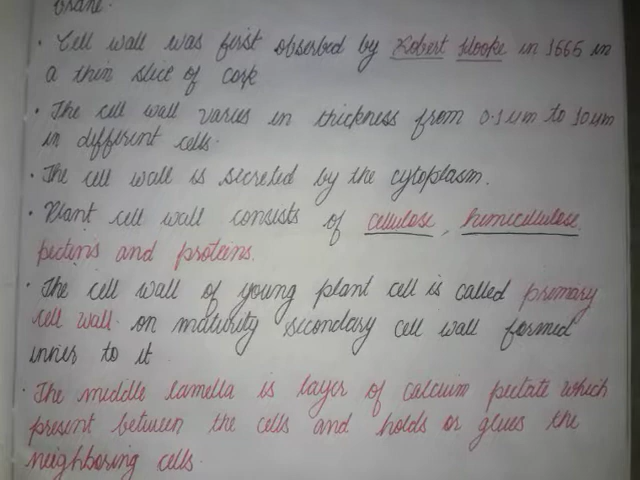 • Cell wall was first observed by Robert Hooke in 1665 in
a thin slice of cork
• The cell wall varies in thickness from 0.1 um to 10 um
in different cells.
• The cell wall is secreted by the cytoplasm.
• Plant cell wall consists of cellulose, hemicellulose,
pectins and proteins.
• The cell wall of young plant cell is called primary
cell wall. on maturity secondary cell wall formed
inner to it
• The middle lamella is layer of calcium pectate which
present between the cells and holds or glues the
neighboring cells.